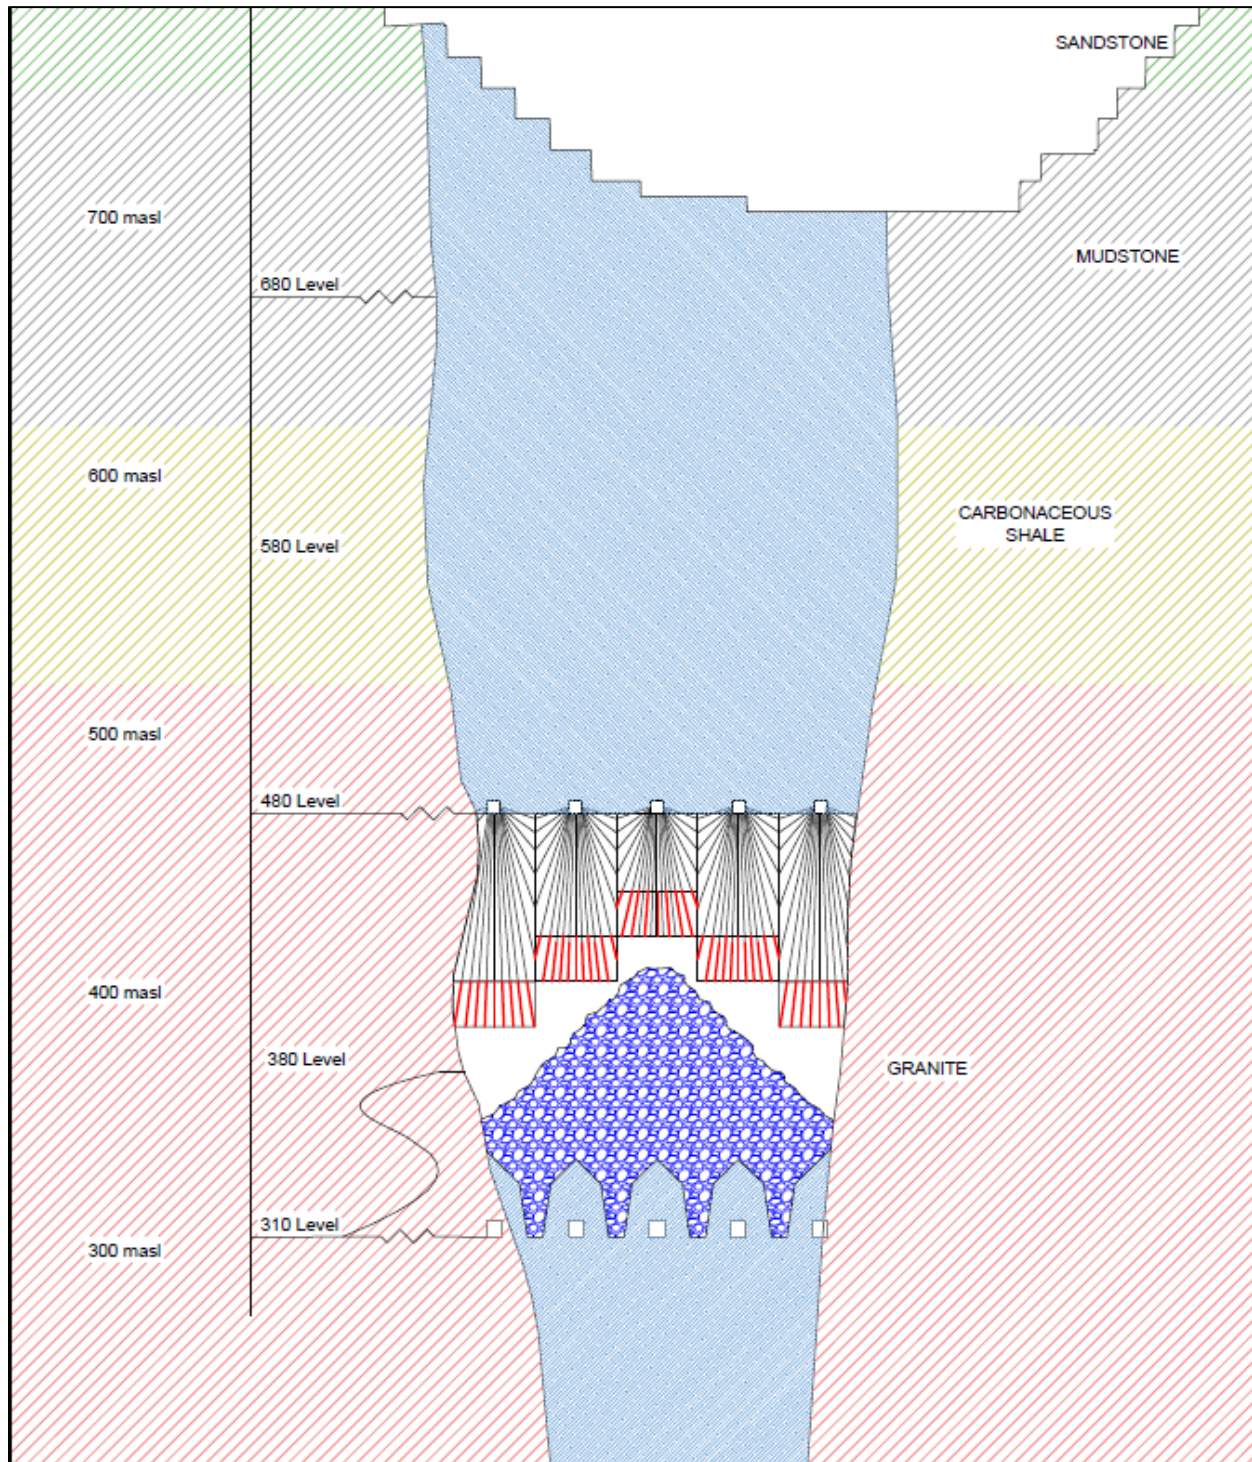 SANDSTONE
700 masl
MUDSTONE
680 Level
600 masl
CARBONACEOUS
SHALE
580 Level
500 masl
480 Level
400 masl
380 Level
GRANITE
310 Level
300 masl